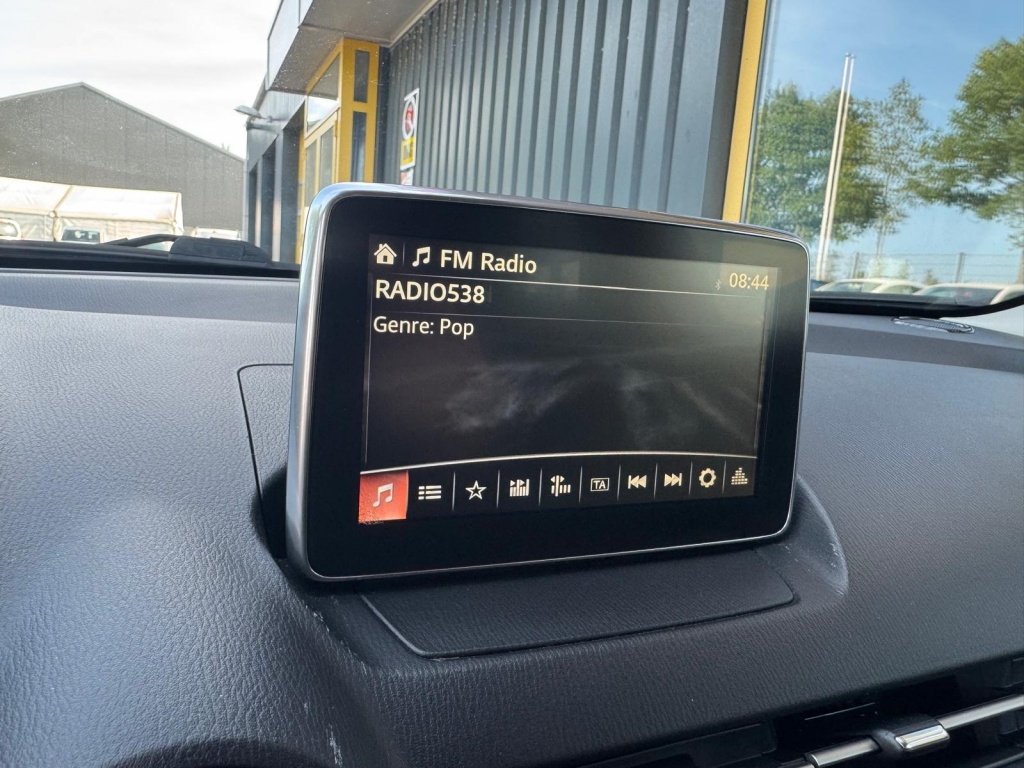 FM Radio
08:44
RADIO538
Genre: Pop
TA